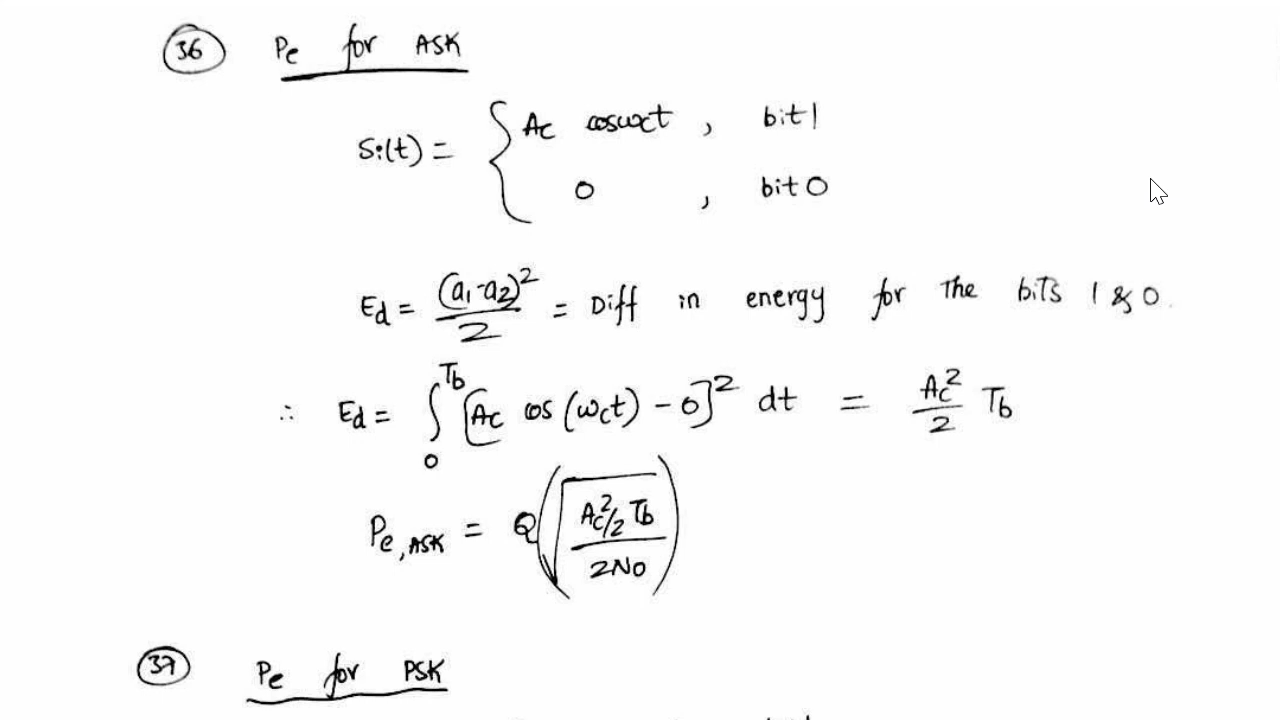 36 Pe for ASK
Si(t) = { Ac cosωct , bit 1
0 , bit 0
Ed = (a1-a2)²/2 = Diff in energy for the bits 1 & 0.
∴ Ed = ∫₀^Tb [Ac cos (ωct) - 0]² dt = Ac²/2 Tb
Pe,ASK = Q(√(Ac²/2 Tb / 2No))
37 Pe for PSK